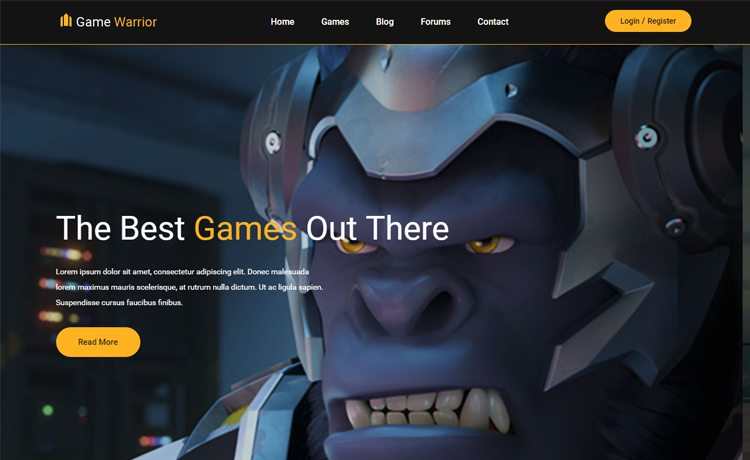 Game Warrior
Home Games Blog Forums Contact
Login / Register
The Best Games Out There
Lorem ipsum dolor sit amet, consectetur adipiscing elit. Donec malesuada
lorem maximus mauris scelerisque, at rutrum nulla dictum. Ut ac ligula sapien.
Suspendisse cursus faucibus finibus.
Read More